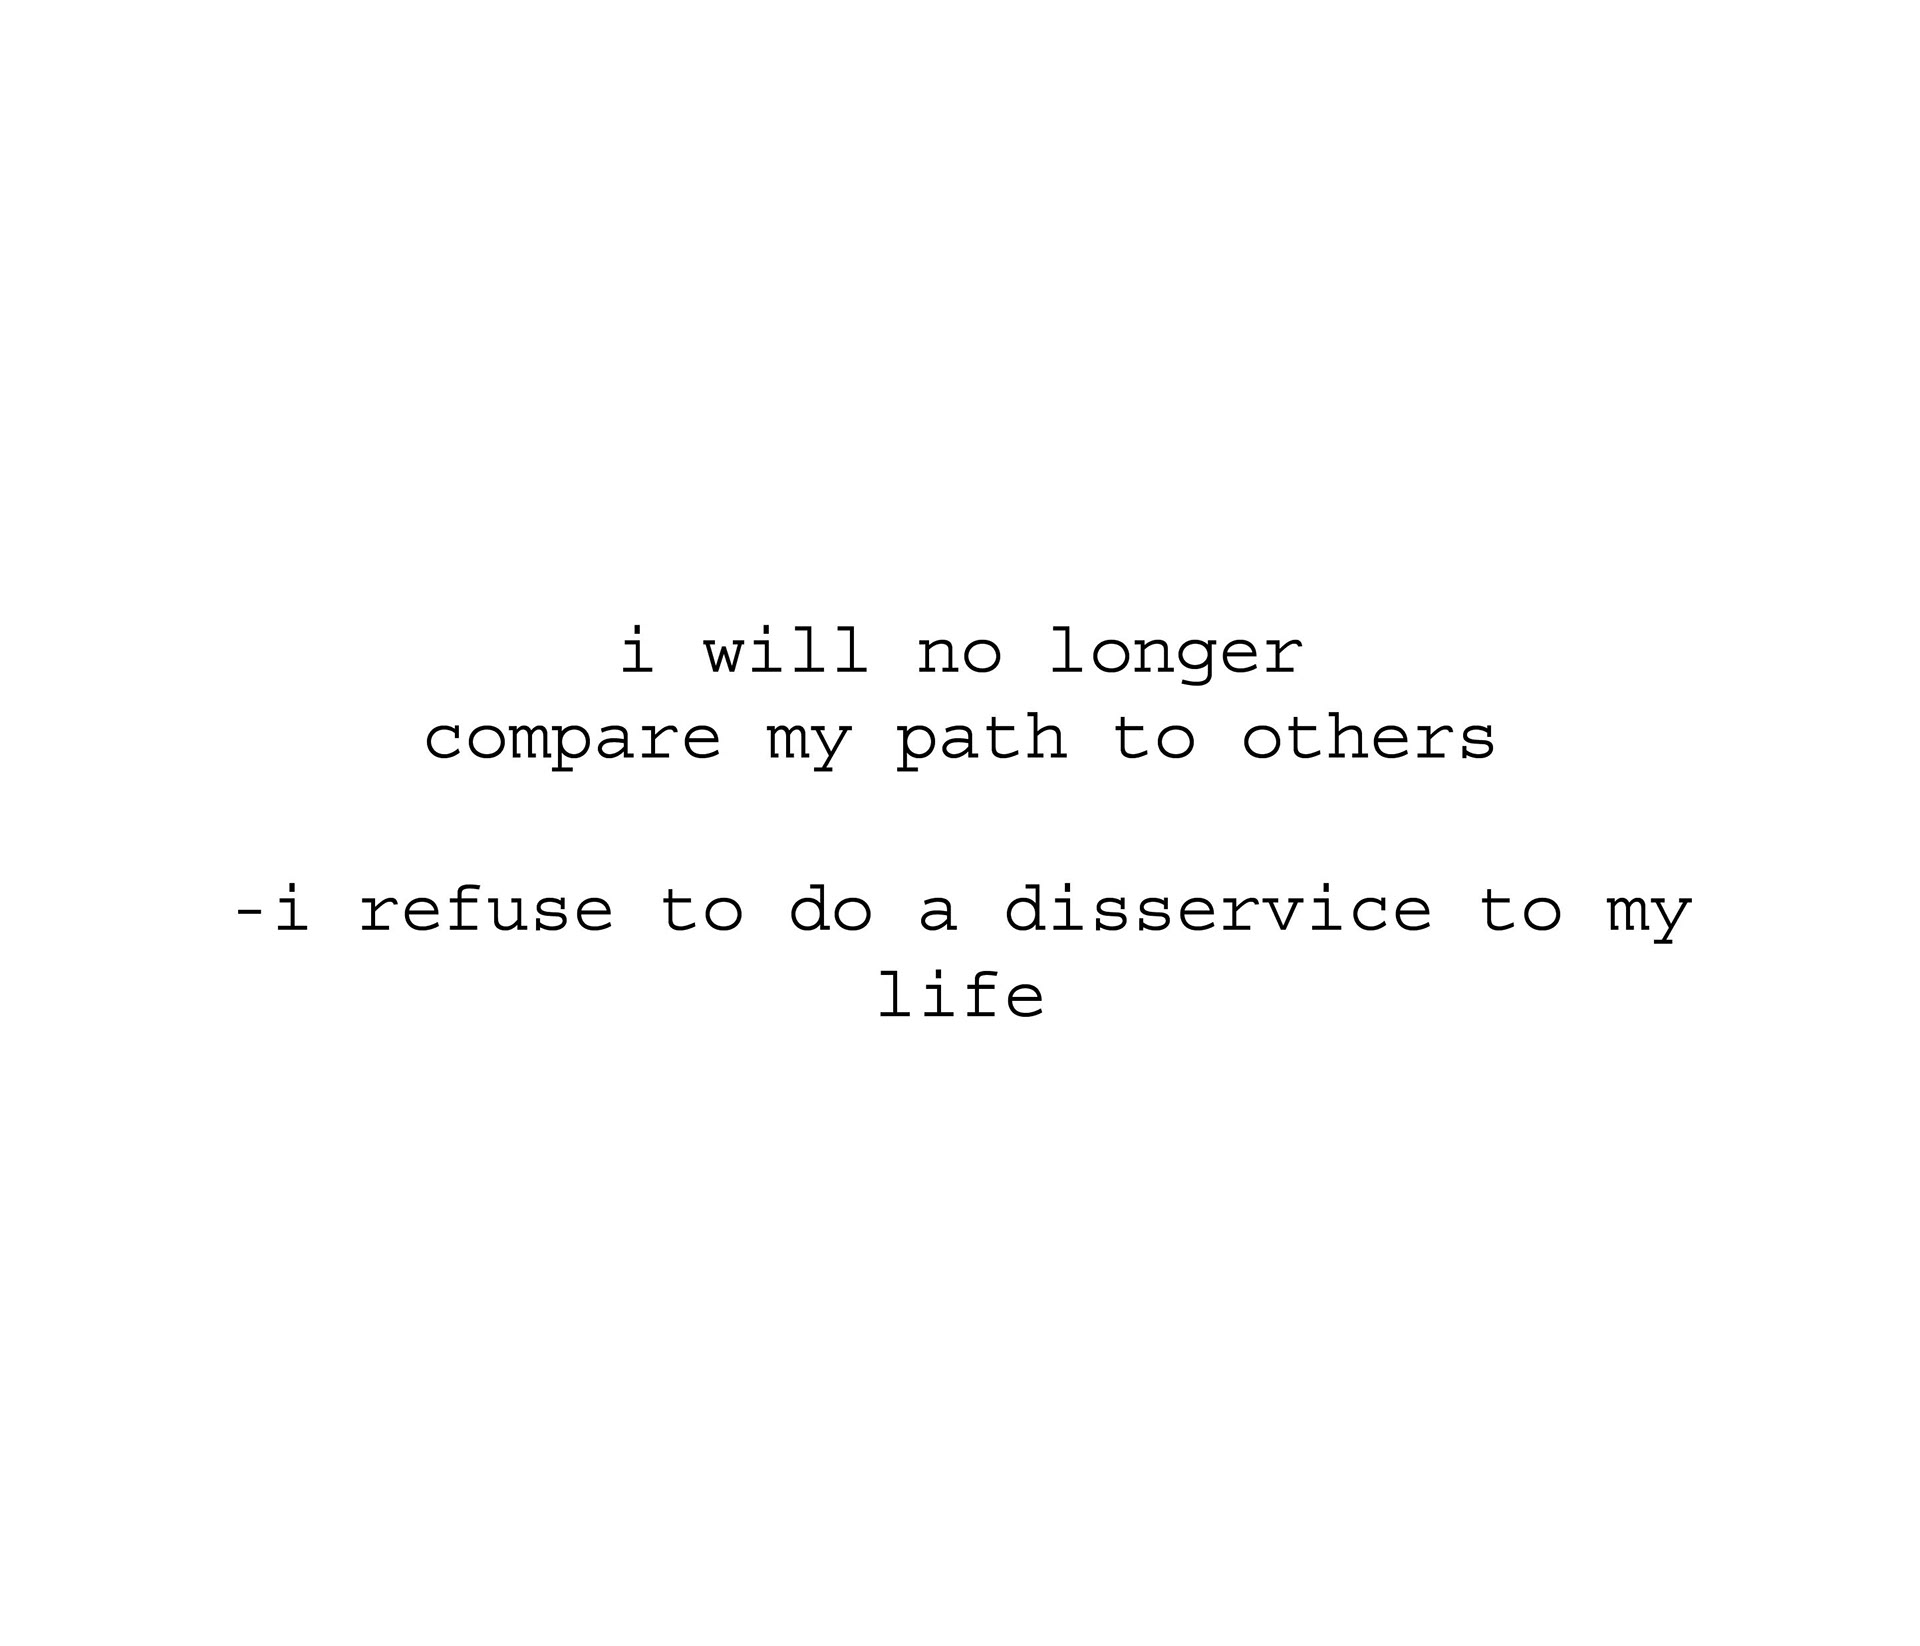 i will no longer
compare my path to others
-i refuse to do a disservice to my
life